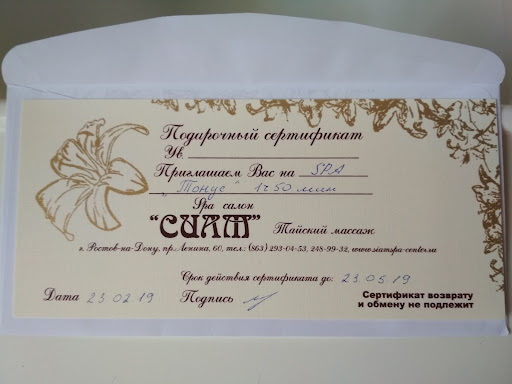 Подарочный сертификат
Ув.
Приглашаем Вас на SPA
"Тонус" 1ч 50 мин
Spa салон
"СИАМ" Тайский массаж
г. Ростов-на-Дону, пр. Ленина, 60, тел.: (863) 293-04-53, 248-99-32, www.siamspa-center.ru
Срок действия сертификата до: 23.05 19
Дата 23 02 19 Подпись
Сертификат возврату
и обмену не подлежит